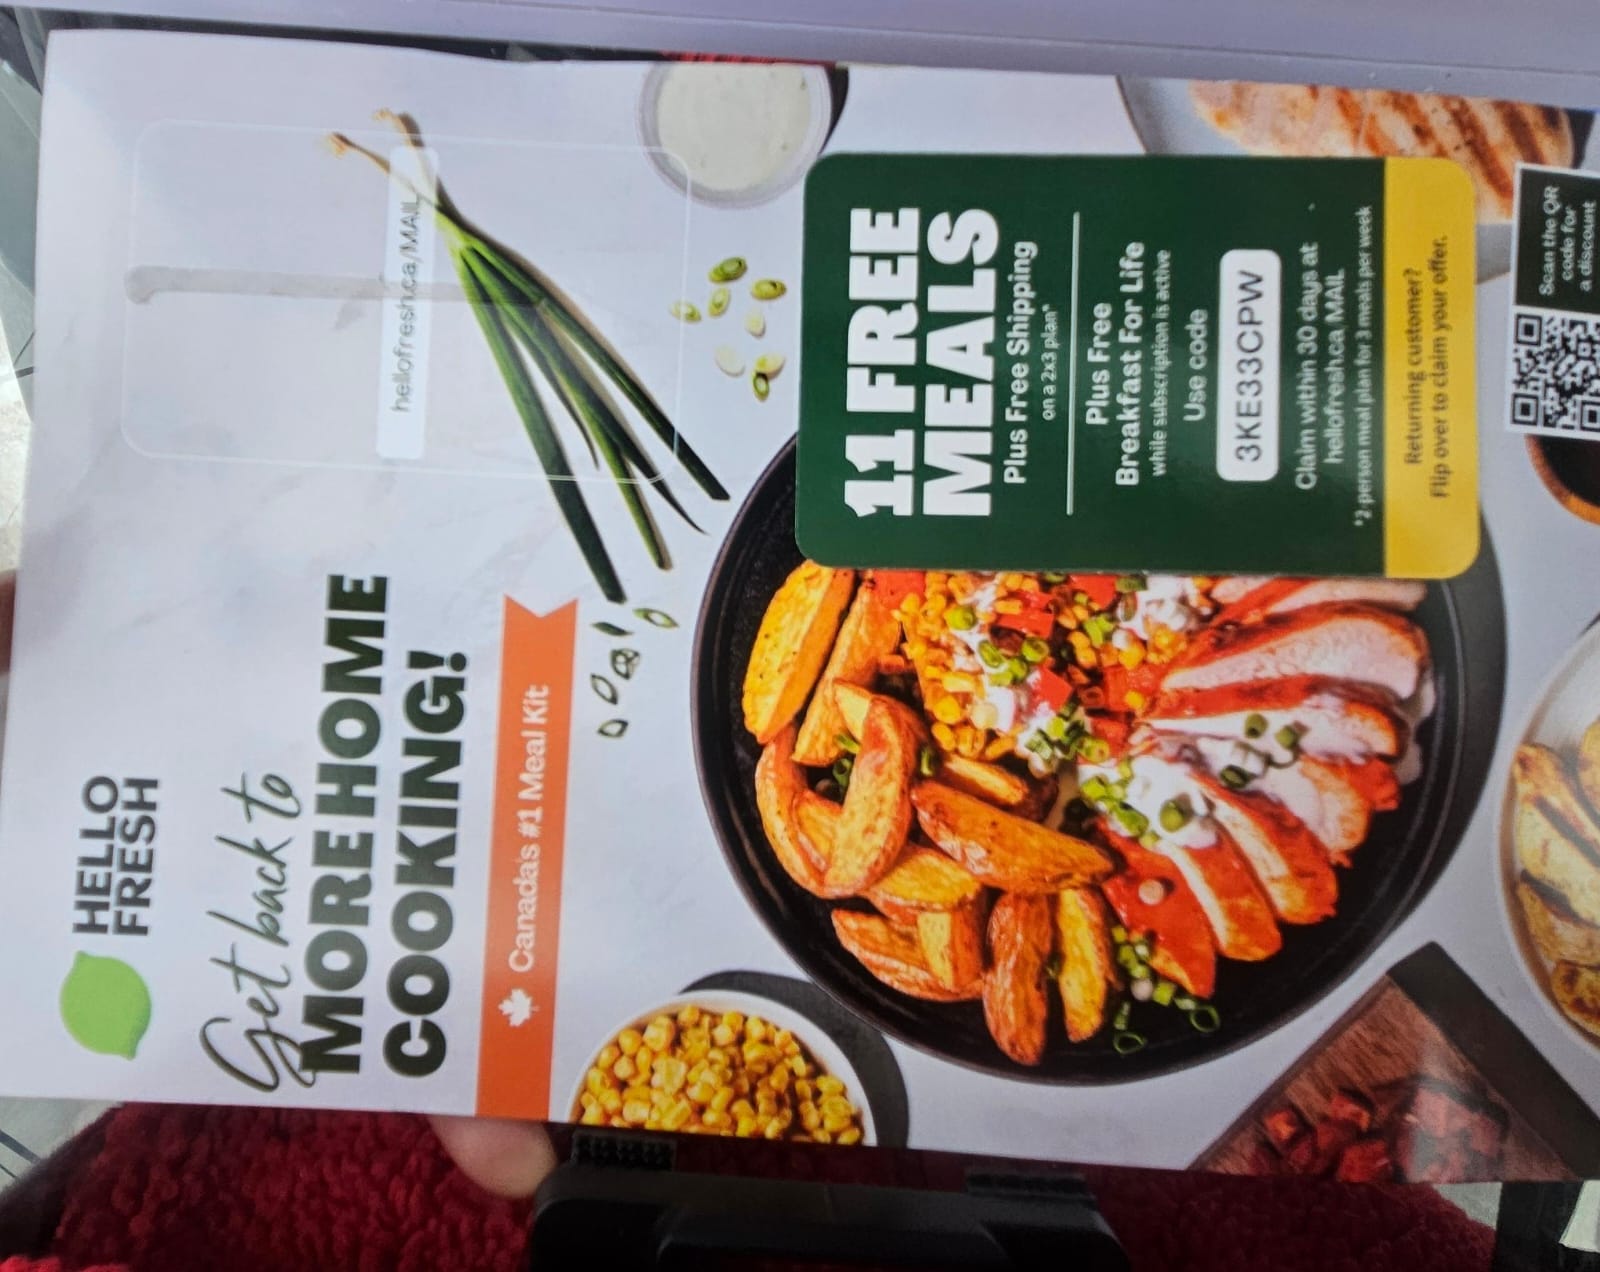 HELLO
FRESH
Get back to
MORE HOME
COOKING!
Canada's #1 Meal Kit
hellofresh.ca/MAIL
11 FREE
MEALS
Plus Free Shipping
on a 2x3 plan*
Plus Free
Breakfast For Life
while subscription is active
Use code
3KE33CPW
Claim within 30 days at
hellofresh.ca/MAIL
*2 person meal plan for 3 meals per week
Returning customer?
Flip over to claim your offer.
Scan the QR
code for
a discount